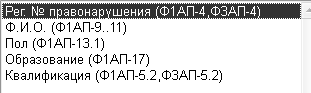 Рег. № правонарушения (Ф1АП-4,Ф3АП-4)
Ф.И.О. (Ф1АП-9..11)
Пол (Ф1АП-13.1)
Образование (Ф1АП-17)
Квалификация (Ф1АП-5.2,Ф3АП-5.2)